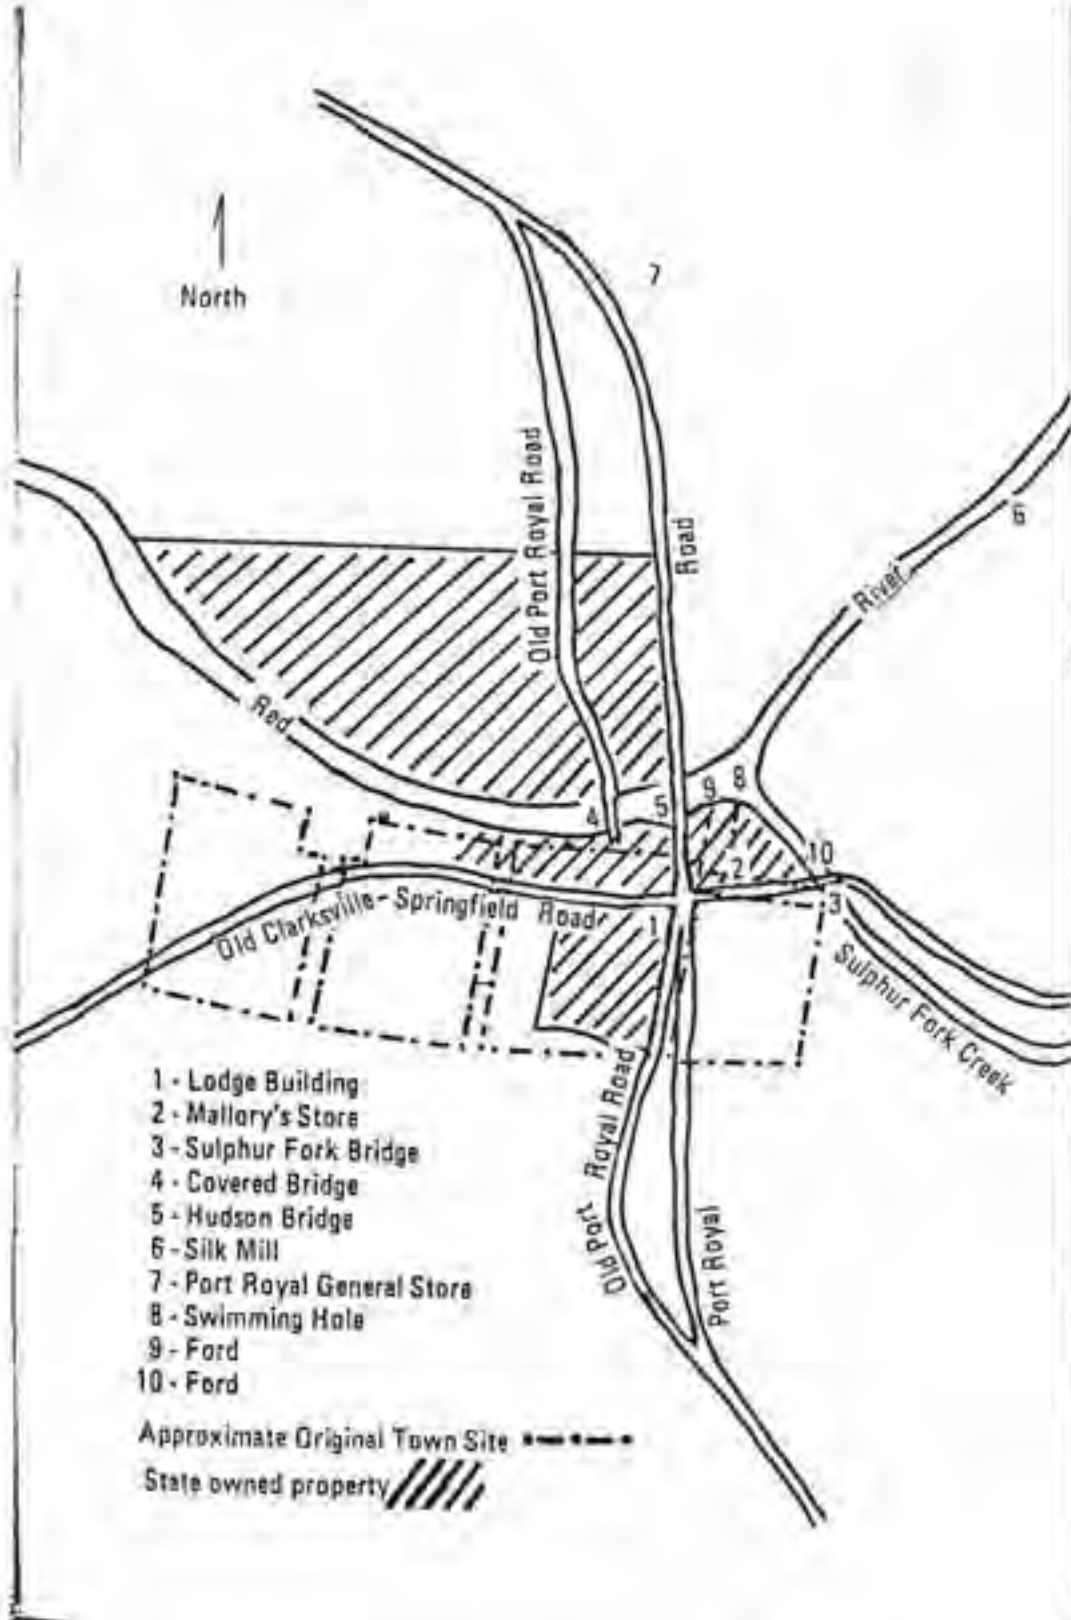 7
North
Old Port Royal Road
Road
6
River
Red
9 8
5
4
10
2
3
Old Clarksville-Springfield Road
1
Sulphur Fork Creek
Old Port Royal Road
Port Royal
1 - Lodge Building
2 - Mallory's Store
3 - Sulphur Fork Bridge
4 - Covered Bridge
5 - Hudson Bridge
6 - Silk Mill
7 - Port Royal General Store
8 - Swimming Hole
9 - Ford
10 - Ford
Approximate Original Town Site
State owned property